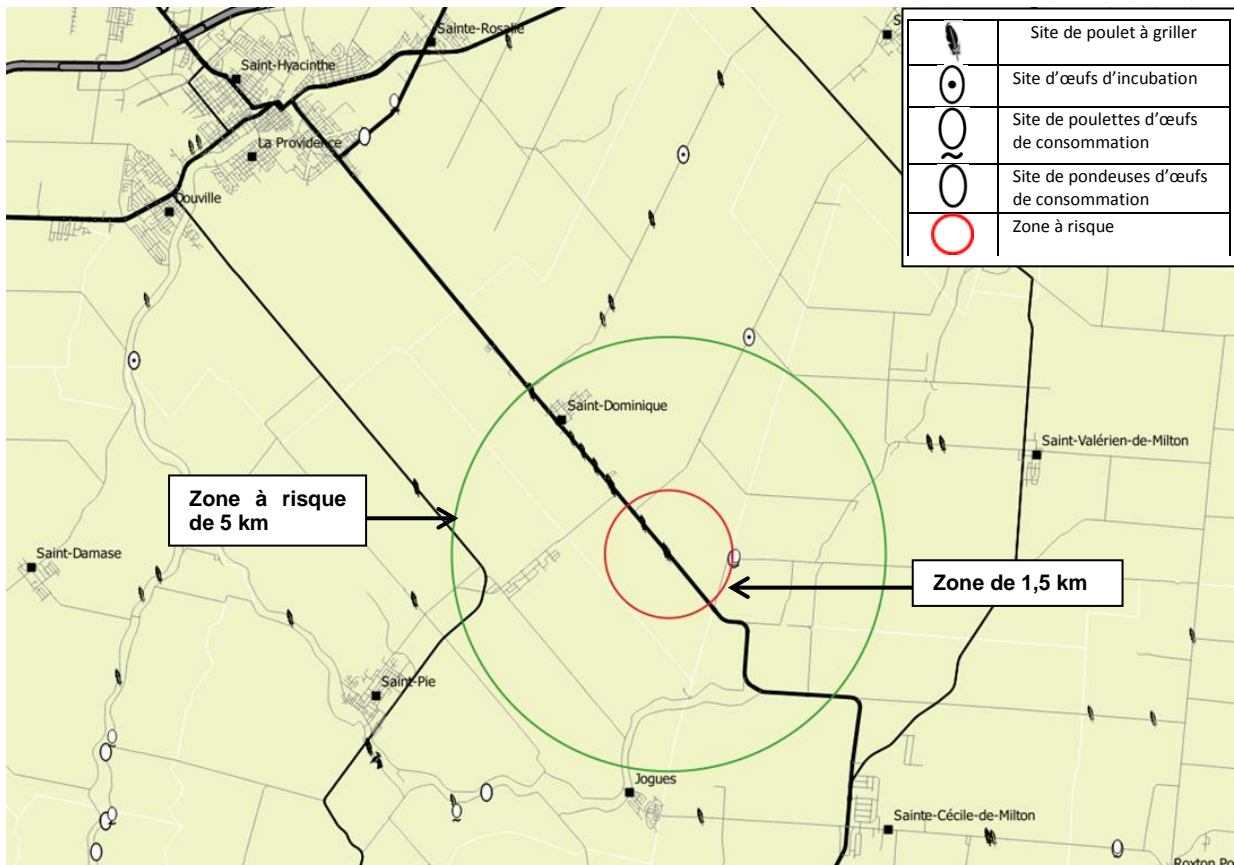 Sainte-Rosalie
Saint-Hyacinthe
La Providence
Douville
Site de poulet à griller
Site d'œufs d'incubation
Site de poulettes d'œufs
de consommation
Site de pondeuses d'œufs
de consommation
Zone à risque
Saint-Dominique
Saint-Valérien-de-Milton
Zone à risque
de 5 km
Saint-Damase
Zone de 1,5 km
Saint-Pie
Jogues
Sainte-Cécile-de-Milton
Roxton Po